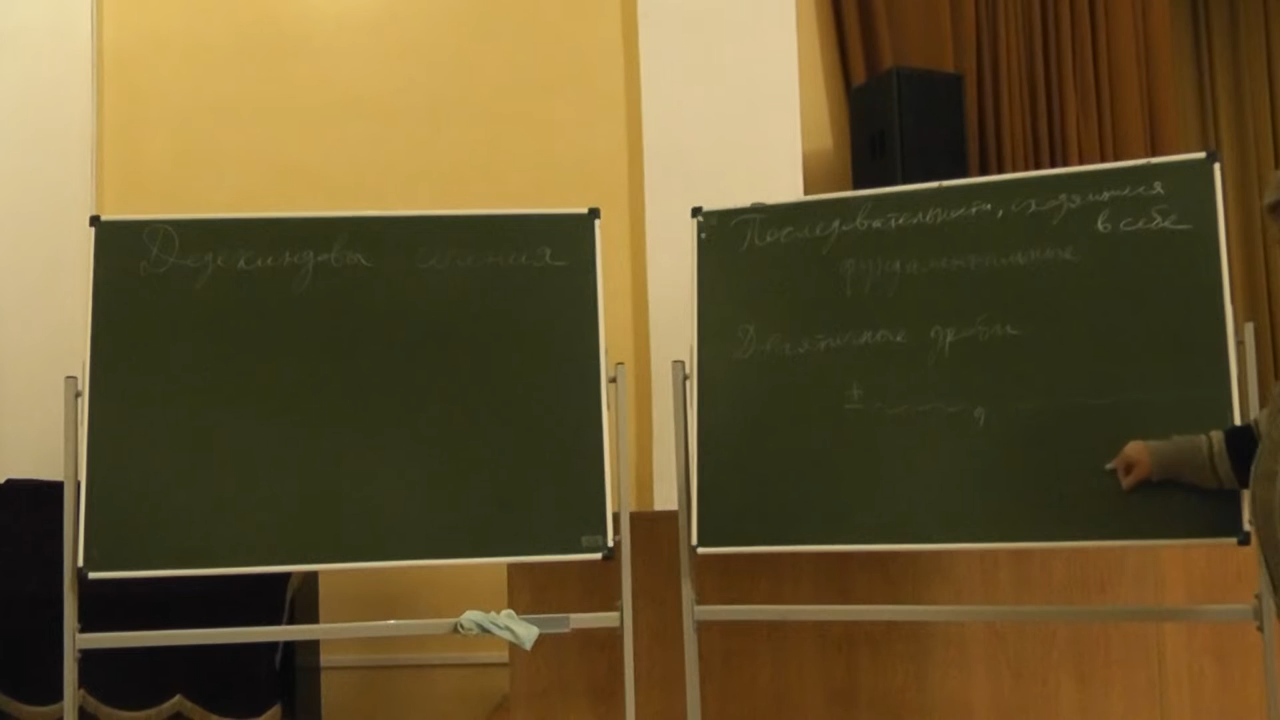 Дедекиндовы сечения
Последовательности, сходящиеся
в себе
фундаментальные
Десятичные дроби
± ,